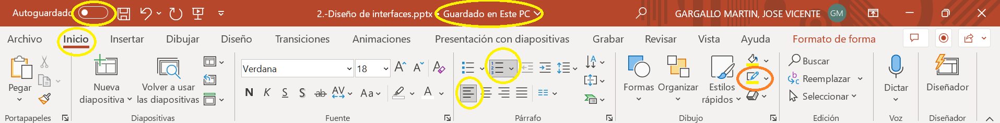 Autoguardado 2.-Diseño de interfaces.pptx • Guardado en Este PC GARGALLO MARTIN, JOSE VICENTE GM
Archivo Inicio Insertar Dibujar Diseño Transiciones Animaciones Presentación con diapositivas Grabar Revisar Vista Ayuda Formato de forma
Pegar
Nueva
diapositiva
Volver a usar
las diapositivas
Verdana 18 A A A
N K S S ab AV Aa A
1
2
3
A
Formas
Organizar
Estilos
rápidos
Buscar
b
c
Reemplazar
Seleccionar
Dictar
Diseñador
Portapapeles Diapositivas Fuente Párrafo Dibujo Edición Voz Diseñador